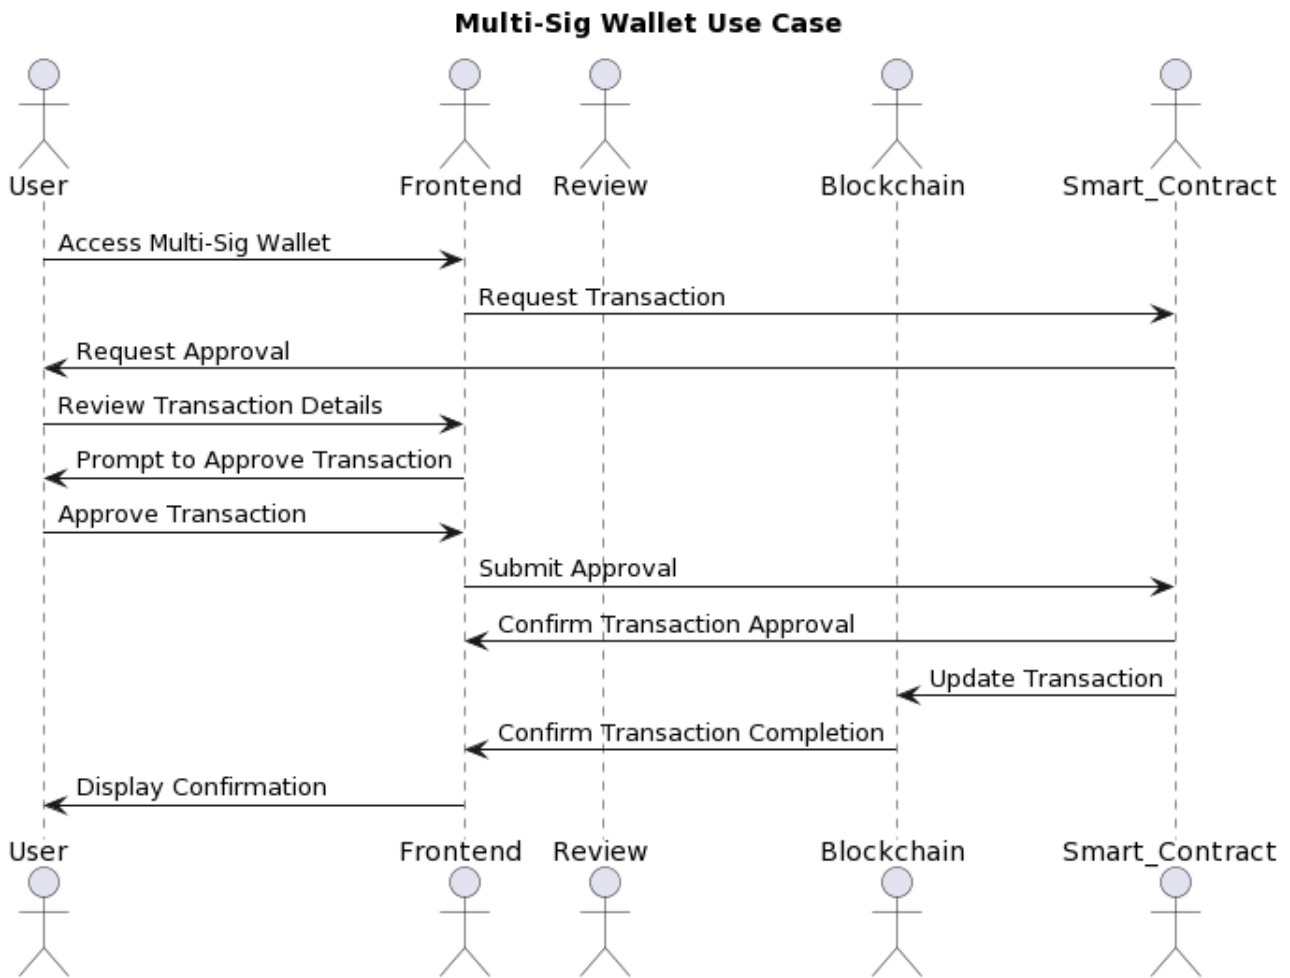 Multi-Sig Wallet Use Case
User Frontend Review Blockchain Smart_Contract
Access Multi-Sig Wallet
Request Transaction
Request Approval
Review Transaction Details
Prompt to Approve Transaction
Approve Transaction
Submit Approval
Confirm Transaction Approval
Update Transaction
Confirm Transaction Completion
Display Confirmation
User Frontend Review Blockchain Smart_Contract